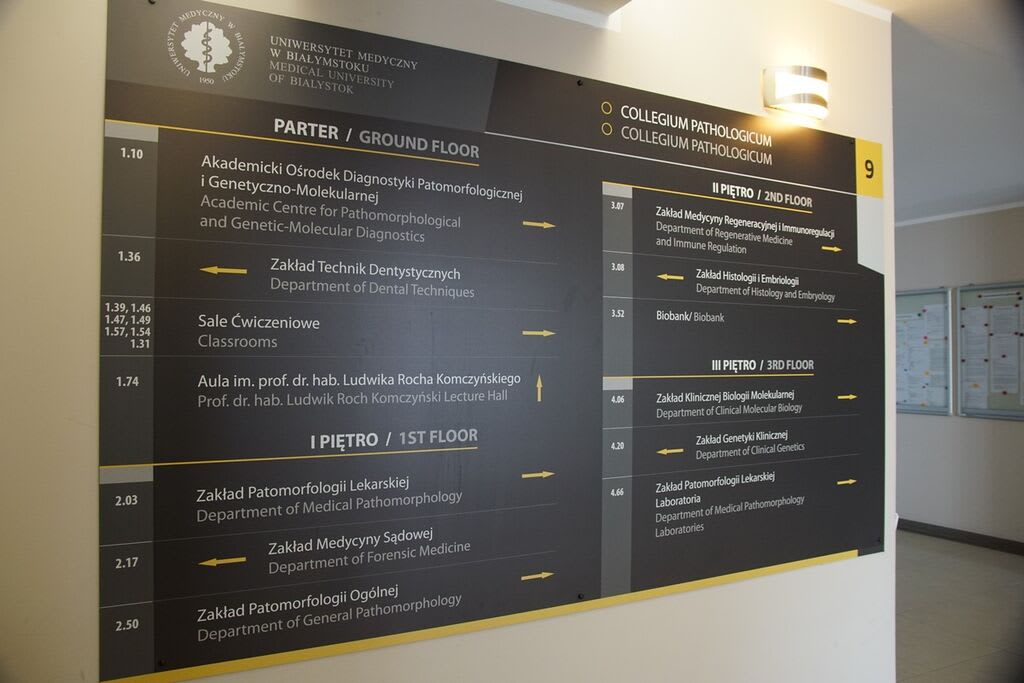 UNIWERSYTET MEDYCZNY W BIAŁYMSTOKU
1950
UNIWERSYTET MEDYCZNY
W BIAŁYMSTOKU
MEDICAL UNIVERSITY
OF BIALYSTOK
COLLEGIUM PATHOLOGICUM
COLLEGIUM PATHOLOGICUM
9
PARTER / GROUND FLOOR
1.10
Akademicki Ośrodek Diagnostyki Patomorfologicznej
i Genetyczno-Molekularnej
Academic Centre for Pathomorphological
and Genetic-Molecular Diagnostics
1.36
Zakład Technik Dentystycznych
Department of Dental Techniques
1.39, 1.46
1.47, 1.49
1.57, 1.54
1.31
Sale Ćwiczeniowe
Classrooms
1.74
Aula im. prof. dr. hab. Ludwika Rocha Komczyńskiego
Prof. dr. hab. Ludwik Roch Komczyński Lecture Hall
I PIĘTRO / 1ST FLOOR
2.03
Zakład Patomorfologii Lekarskiej
Department of Medical Pathomorphology
2.17
Zakład Medycyny Sądowej
Department of Forensic Medicine
2.50
Zakład Patomorfologii Ogólnej
Department of General Pathomorphology
II PIĘTRO / 2ND FLOOR
3.07
Zakład Medycyny Regeneracyjnej i Immunoregulacji
Department of Regenerative Medicine
and Immune Regulation
3.08
Zakład Histologii i Embriologii
Department of Histology and Embryology
3.52
Biobank/ Biobank
III PIĘTRO / 3RD FLOOR
4.06
Zakład Klinicznej Biologii Molekularnej
Department of Clinical Molecular Biology
4.20
Zakład Genetyki Klinicznej
Department of Clinical Genetics
4.66
Zakład Patomorfologii Lekarskiej
Laboratoria
Department of Medical Pathomorphology
Laboratories